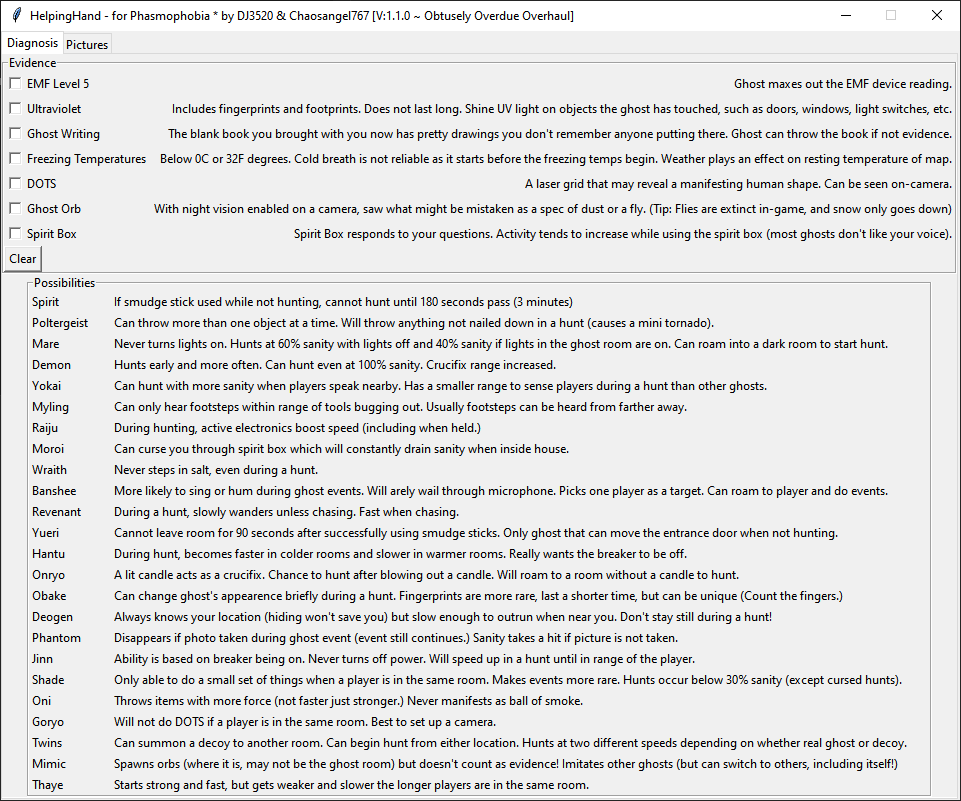 HelpingHand - for Phasmophobia * by DJ3520 & Chaosangel767 [V:1.1.0 ~ Obtusely Overdue Overhaul]
Diagnosis Pictures
Evidence
EMF Level 5 Ghost maxes out the EMF device reading.
Ultraviolet Includes fingerprints and footprints. Does not last long. Shine UV light on objects the ghost has touched, such as doors, windows, light switches, etc.
Ghost Writing The blank book you brought with you now has pretty drawings you don't remember anyone putting there. Ghost can throw the book if not evidence.
Freezing Temperatures Below 0C or 32F degrees. Cold breath is not reliable as it starts before the freezing temps begin. Weather plays an effect on resting temperature of map.
DOTS A laser grid that may reveal a manifesting human shape. Can be seen on-camera.
Ghost Orb With night vision enabled on a camera, saw what might be mistaken as a spec of dust or a fly. (Tip: Flies are extinct in-game, and snow only goes down)
Spirit Box Spirit Box responds to your questions. Activity tends to increase while using the spirit box (most ghosts don't like your voice).
Clear
Possibilities
Spirit If smudge stick used while not hunting, cannot hunt until 180 seconds pass (3 minutes)
Poltergeist Can throw more than one object at a time. Will throw anything not nailed down in a hunt (causes a mini tornado).
Mare Never turns lights on. Hunts at 60% sanity with lights off and 40% sanity if lights in the ghost room are on. Can roam into a dark room to start hunt.
Demon Hunts early and more often. Can hunt even at 100% sanity. Crucifix range increased.
Yokai Can hunt with more sanity when players speak nearby. Has a smaller range to sense players during a hunt than other ghosts.
Myling Can only hear footsteps within range of tools bugging out. Usually footsteps can be heard from farther away.
Raiju During hunting, active electronics boost speed (including when held.)
Moroi Can curse you through spirit box which will constantly drain sanity when inside house.
Wraith Never steps in salt, even during a hunt.
Banshee More likely to sing or hum during ghost events. Will arely wail through microphone. Picks one player as a target. Can roam to player and do events.
Revenant During a hunt, slowly wanders unless chasing. Fast when chasing.
Yueri Cannot leave room for 90 seconds after successfully using smudge sticks. Only ghost that can move the entrance door when not hunting.
Hantu During hunt, becomes faster in colder rooms and slower in warmer rooms. Really wants the breaker to be off.
Onryo A lit candle acts as a crucifix. Chance to hunt after blowing out a candle. Will roam to a room without a candle to hunt.
Obake Can change ghost's appearence briefly during a hunt. Fingerprints are more rare, last a shorter time, but can be unique (Count the fingers.)
Deogen Always knows your location (hiding won't save you) but slow enough to outrun when near you. Don't stay still during a hunt!
Phantom Disappears if photo taken during ghost event (event still continues.) Sanity takes a hit if picture is not taken.
Jinn Ability is based on breaker being on. Never turns off power. Will speed up in a hunt until in range of the player.
Shade Only able to do a small set of things when a player is in the same room. Makes events more rare. Hunts occur below 30% sanity (except cursed hunts).
Oni Throws items with more force (not faster just stronger.) Never manifests as ball of smoke.
Goryo Will not do DOTS if a player is in the same room. Best to set up a camera.
Twins Can summon a decoy to another room. Can begin hunt from either location. Hunts at two different speeds depending on whether real ghost or decoy.
Mimic Spawns orbs (where it is, may not be the ghost room) but doesn't count as evidence! Imitates other ghosts (but can switch to others, including itself!)
Thaye Starts strong and fast, but gets weaker and slower the longer players are in the same room.